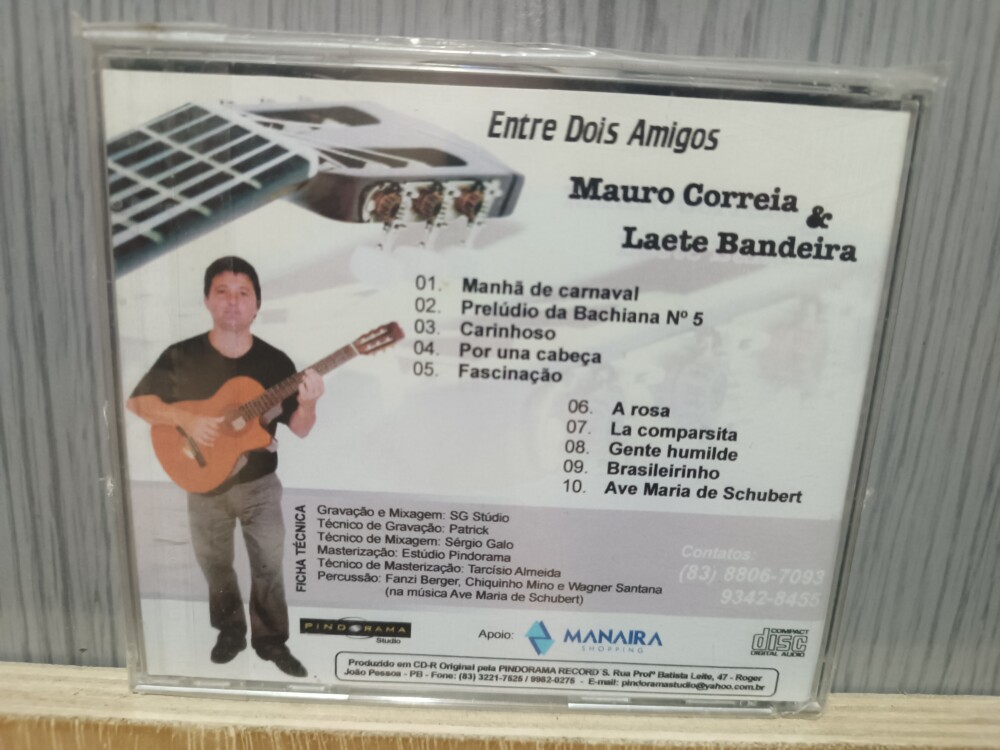 Entre Dois Amigos
Mauro Correia &
Laete Bandeira
01. Manhã de carnaval
02. Prelúdio da Bachiana Nº 5
03. Carinhoso
04. Por una cabeça
05. Fascinação
06. A rosa
07. La comparsita
08. Gente humilde
09. Brasileirinho
10. Ave Maria de Schubert
FICHA TÉCNICA
Gravação e Mixagem: SG Stúdio
Técnico de Gravação: Patrick
Técnico de Mixagem: Sérgio Galo
Masterização: Estúdio Pindorama
Técnico de Masterização: Tarcísio Almeida
Percussão: Fanzi Berger, Chiquinho Mino e Wagner Santana
(na música Ave Maria de Schubert)
Contatos:
(83) 8806-7093
9342-8455
PINDORAMA
Studio
Apoio: MANAIRA
SHOPPING
COMPACT
disc
DIGITAL AUDIO
Produzido em CD-R Original pela PINDORAMA RECORD'S. Rua Profº Batista Leite, 47 - Roger
João Pessoa - PB - Fone: (83) 3221-7525 / 9982-0275 - E-mail: pindoramastudio@yahoo.com.br